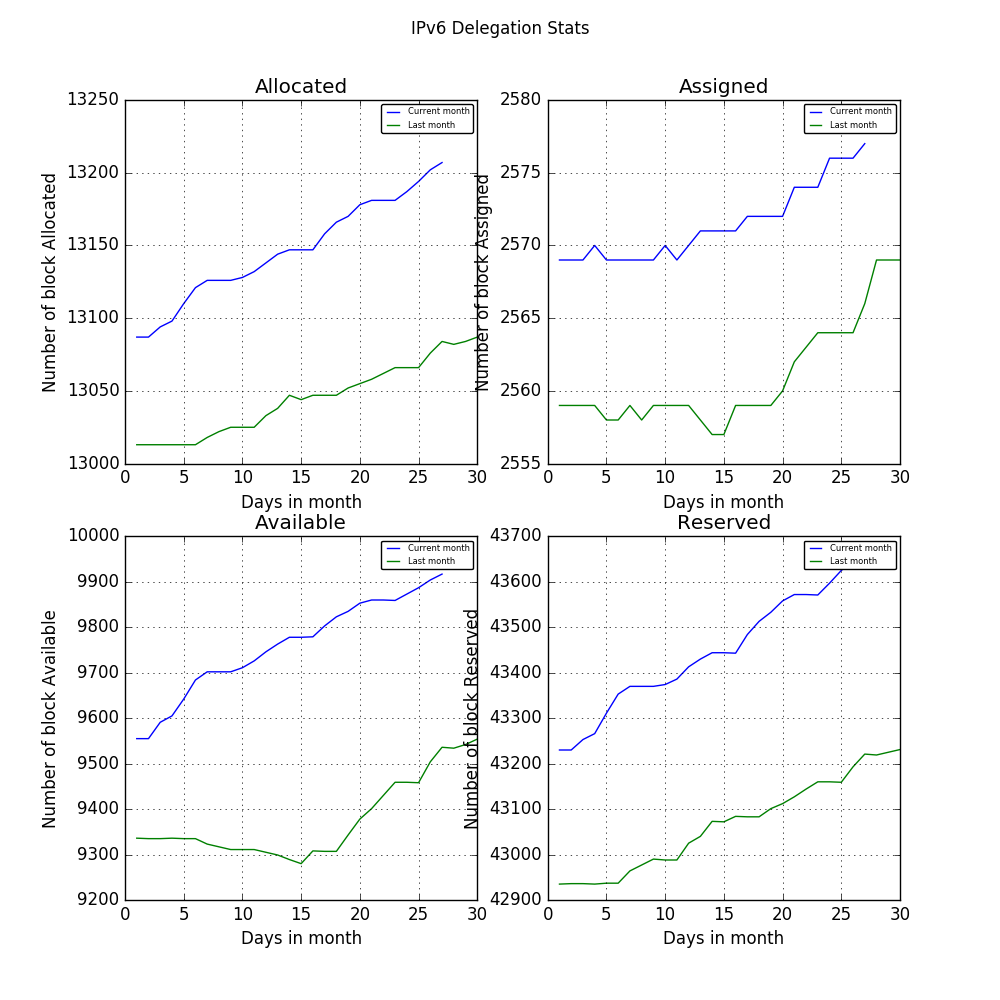 IPv6 Delegation Stats
Allocated
Number of block Allocated
13250
13200
13150
13100
13050
13000
0 5 10 15 20 25 30
Days in month
Current month
Last month
Assigned
Number of block Assigned
2580
2575
2570
2565
2560
2555
0 5 10 15 20 25 30
Days in month
Current month
Last month
Available
Number of block Available
10000
9900
9800
9700
9600
9500
9400
9300
9200
0 5 10 15 20 25 30
Days in month
Current month
Last month
Reserved
Number of block Reserved
43700
43600
43500
43400
43300
43200
43100
43000
42900
0 5 10 15 20 25 30
Days in month
Current month
Last month